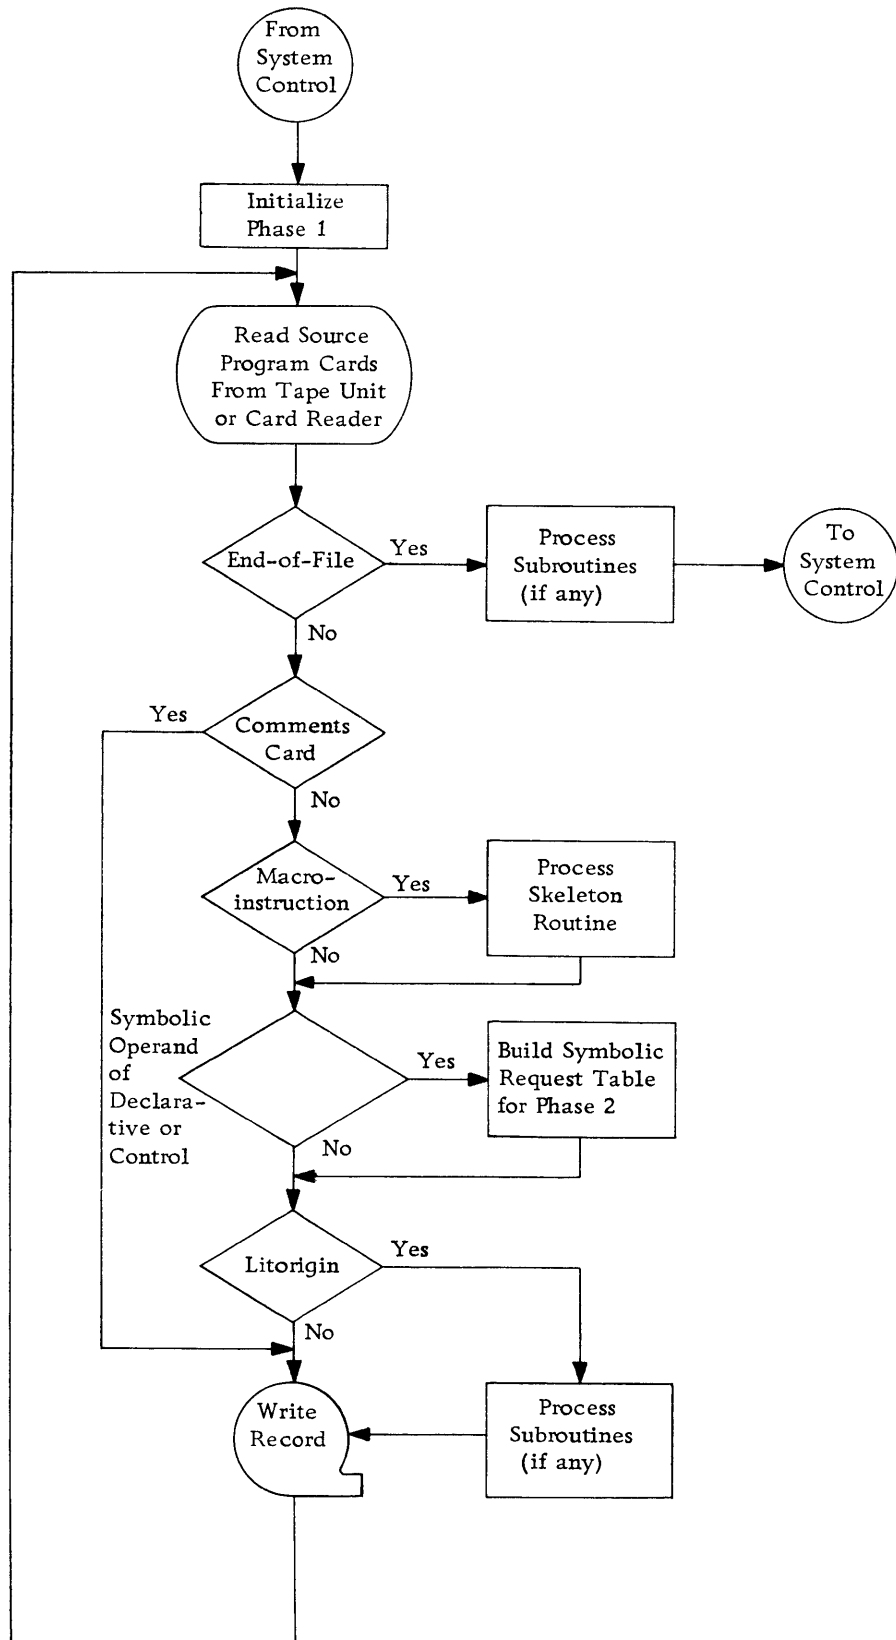 From
System
Control
Initialize
Phase 1
Read Source
Program Cards
From Tape Unit
or Card Reader
End-of-File
Yes
Process
Subroutines
(if any)
To
System
Control
No
Yes
Comments
Card
No
Macro-
instruction
Yes
Process
Skeleton
Routine
No
Symbolic
Operand
of
Declara-
tive or
Control
Yes
Build Symbolic
Request Table
for Phase 2
No
Litorigin
Yes
No
Write
Record
Process
Subroutines
(if any)